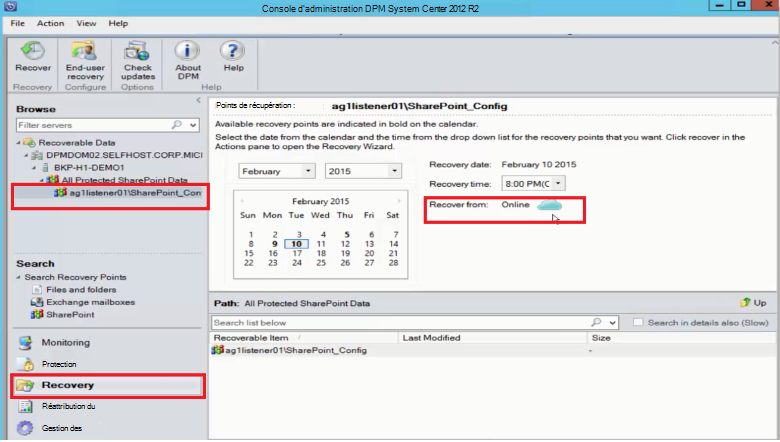 Console d'administration DPM System Center 2012 R2
File Action View Help
Recover
End-user recovery
Check updates
About DPM
Help
Recovery Configure Options Help
Browse
Filter servers
Recoverable Data
DPMDOM02.SELFHOST.CORP.MICI
BKP-H1-DEMO1
All Protected SharePoint Data
ag1listener01\SharePoint_Con
Search
Search Recovery Points
Files and folders
Exchange mailboxes
SharePoint
Monitoring
Protection
Recovery
Réattribution du
Gestion des
Points de récupération : ag1listener01\SharePoint_Config
Available recovery points are indicated in bold on the calendar.
Select the date from the calendar and the time from the drop down list for the recovery points that you want. Click recover in the
Actions pane to open the Recovery Wizard.
February 2015
February 2015
Sun Mon Tue Wed Thu Fri Sat
1 2 3 4 5 6 7
8 9 10 11 12 13 14
15 16 17 18 19 20 21
22 23 24 25 26 27 28
Recovery date: February 10 2015
Recovery time: 8:00 PM(C
Recover from: Online
Path: All Protected SharePoint Data Up
Search list below Search in details also (Slow)
Recoverable Item Last Modified Size
ag1listener01\SharePoint_Config -